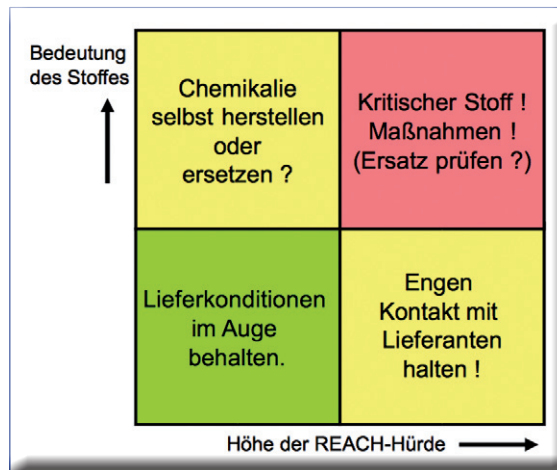 Bedeutung
des Stoffes
Chemikalie
selbst herstellen
oder
ersetzen ?
Kritischer Stoff !
Maßnahmen !
(Ersatz prüfen ?)
Lieferkonditionen
im Auge
behalten.
Engen
Kontakt mit
Lieferanten
halten !
Höhe der REACH-Hürde